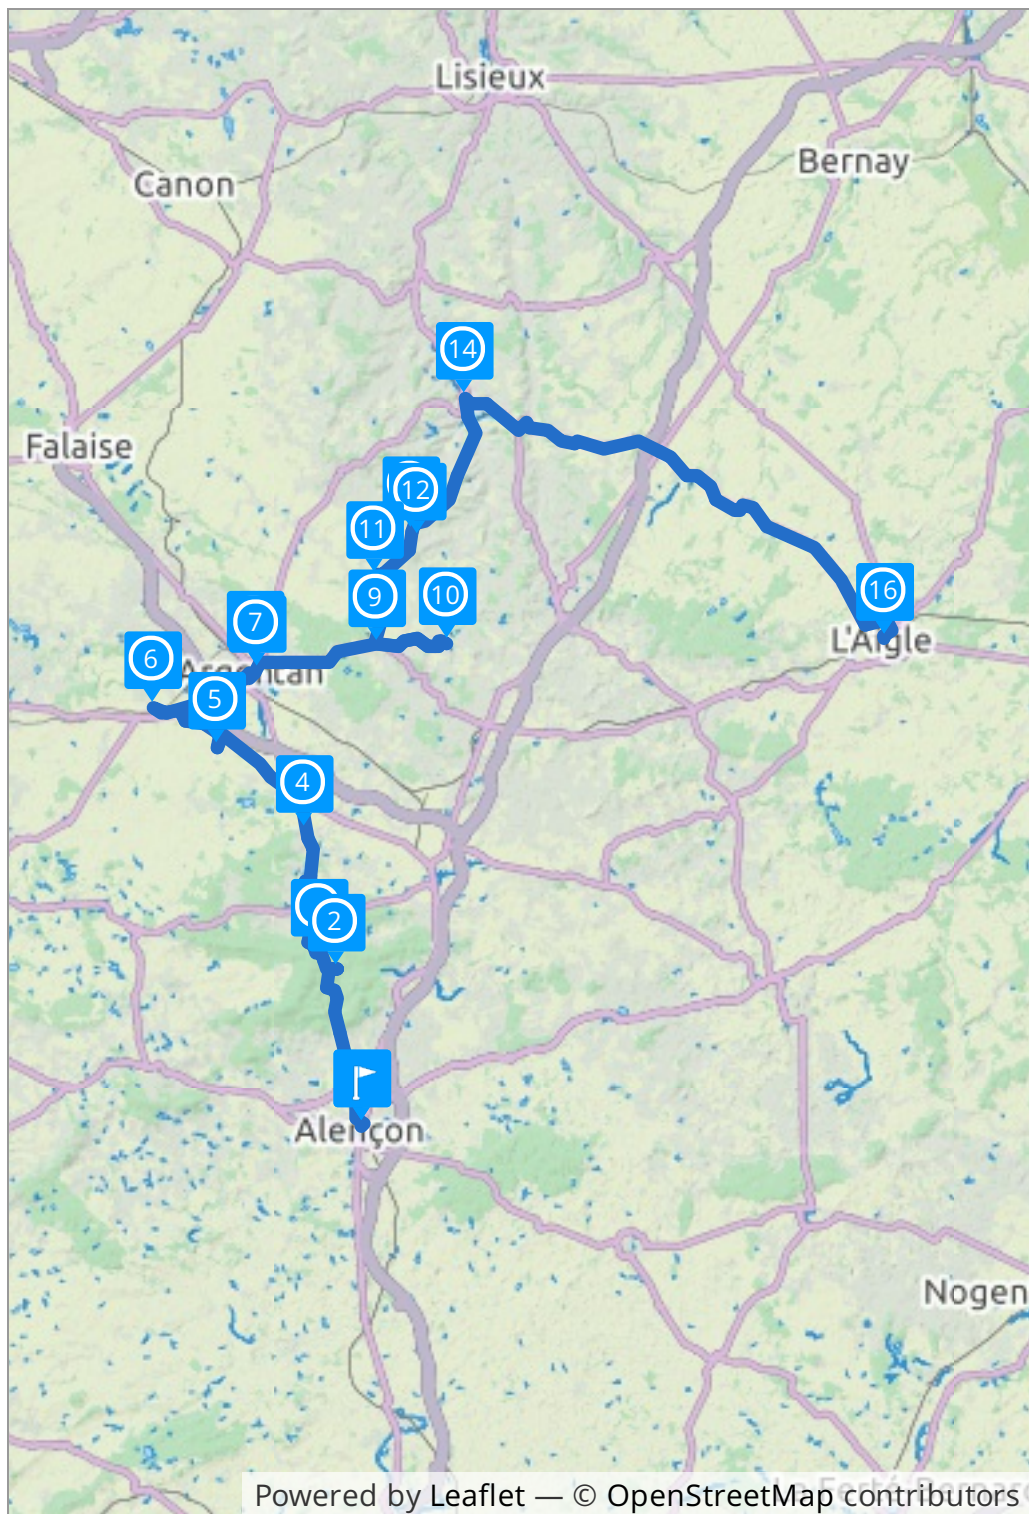 Lisieux
Bernay
Canon
14
Falaise
12
11
9
10
16
7
L'Aigle
6
Argentan
5
4
2
Alençon
Nogen
Powered by Leaflet — © OpenStreetMap contributors